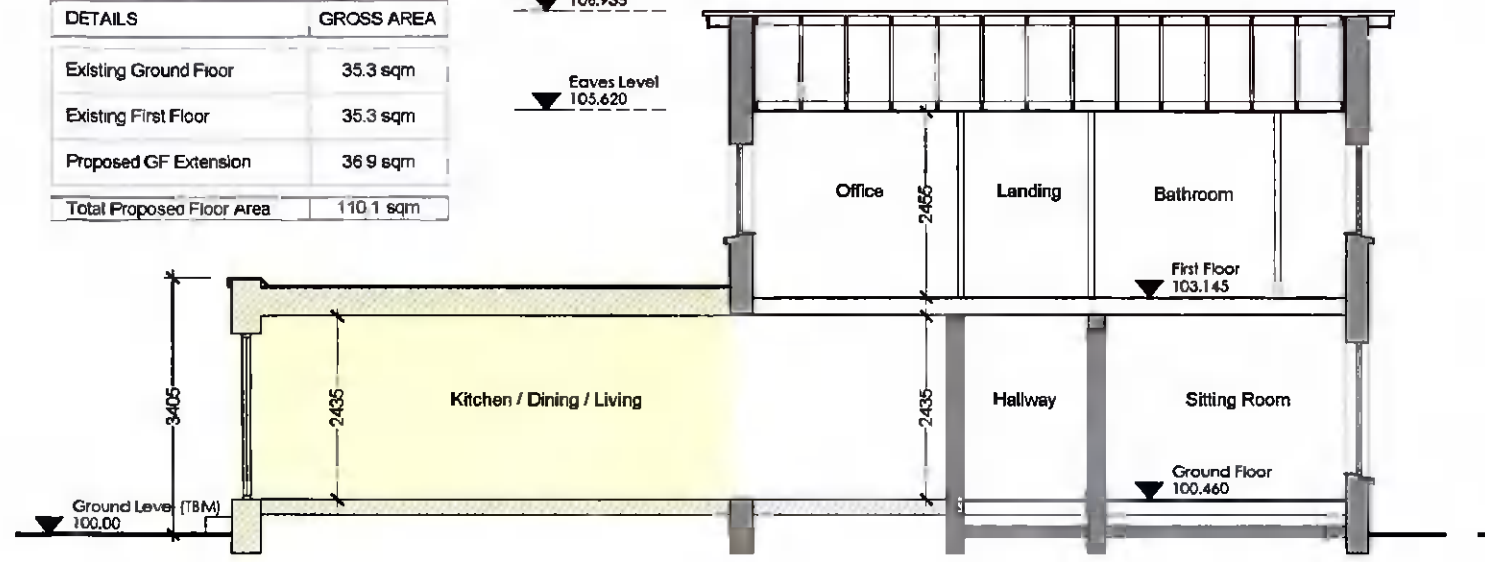 DETAILS GROSS AREA
Existing Ground Floor 35.3 sqm
Existing First Floor 35.3 sqm
Proposed GF Extension 36.9 sqm
Total Proposed Floor Area 110.1 sqm
Eaves Level
105.620
Office
2455
Landing
Bathroom
First Floor
103.145
3405
2435
Kitchen / Dining / Living
2435
Hallway
Sitting Room
Ground Floor
100.460
Ground Level (TBM)
100.00